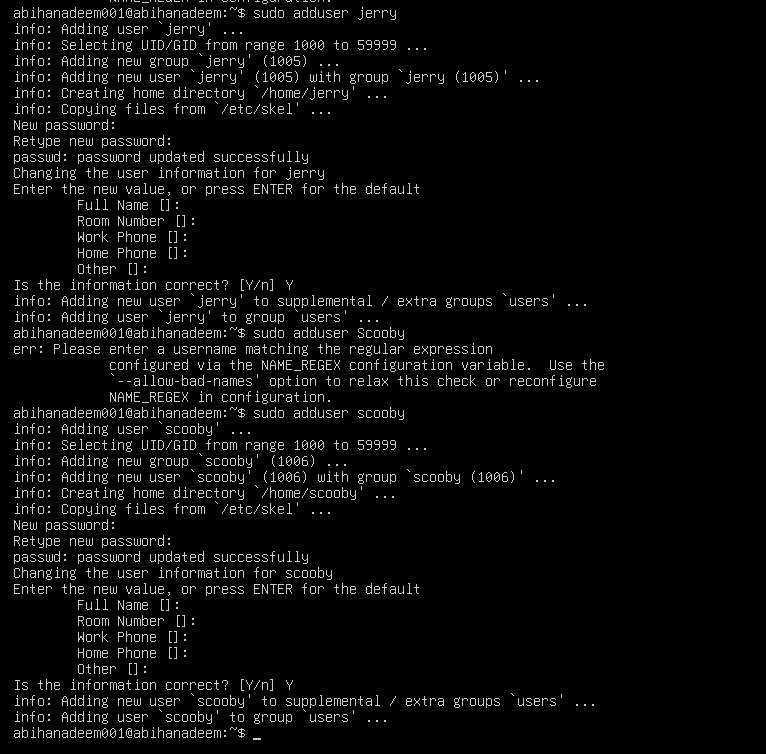 NAME_REGEX in configuration.
abihanadeem001@abihanadeem:~$ sudo adduser jerry
info: Adding user `jerry' ...
info: Selecting UID/GID from range 1000 to 59999 ...
info: Adding new group `jerry' (1005) ...
info: Adding new user `jerry' (1005) with group `jerry (1005)' ...
info: Creating home directory `/home/jerry' ...
info: Copying files from `/etc/skel' ...
New password:
Retype new password:
passwd: password updated successfully
Changing the user information for jerry
Enter the new value, or press ENTER for the default
        Full Name []:
        Room Number []:
        Work Phone []:
        Home Phone []:
        Other []:
Is the information correct? [Y/n] Y
info: Adding new user `jerry' to supplemental / extra groups `users' ...
info: Adding user `jerry' to group `users' ...
abihanadeem001@abihanadeem:~$ sudo adduser Scooby
err: Please enter a username matching the regular expression
            configured via the NAME_REGEX configuration variable.  Use the
            `--allow-bad-names' option to relax this check or reconfigure
            NAME_REGEX in configuration.
abihanadeem001@abihanadeem:~$ sudo adduser scooby
info: Adding user `scooby' ...
info: Selecting UID/GID from range 1000 to 59999 ...
info: Adding new group `scooby' (1006) ...
info: Adding new user `scooby' (1006) with group `scooby (1006)' ...
info: Creating home directory `/home/scooby' ...
info: Copying files from `/etc/skel' ...
New password:
Retype new password:
passwd: password updated successfully
Changing the user information for scooby
Enter the new value, or press ENTER for the default
        Full Name []:
        Room Number []:
        Work Phone []:
        Home Phone []:
        Other []:
Is the information correct? [Y/n] Y
info: Adding new user `scooby' to supplemental / extra groups `users' ...
info: Adding user `scooby' to group `users' ...
abihanadeem001@abihanadeem:~$ _